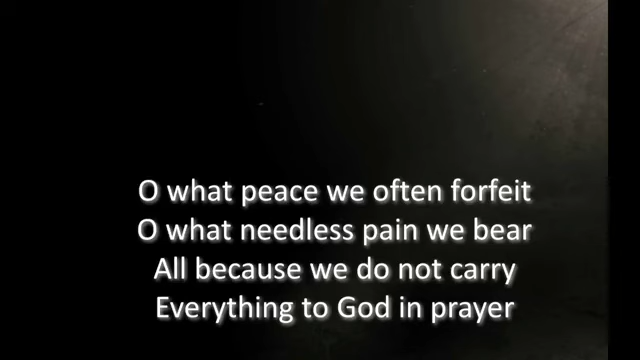 O what peace we often forfeit
O what needless pain we bear
All because we do not carry
Everything to God in prayer